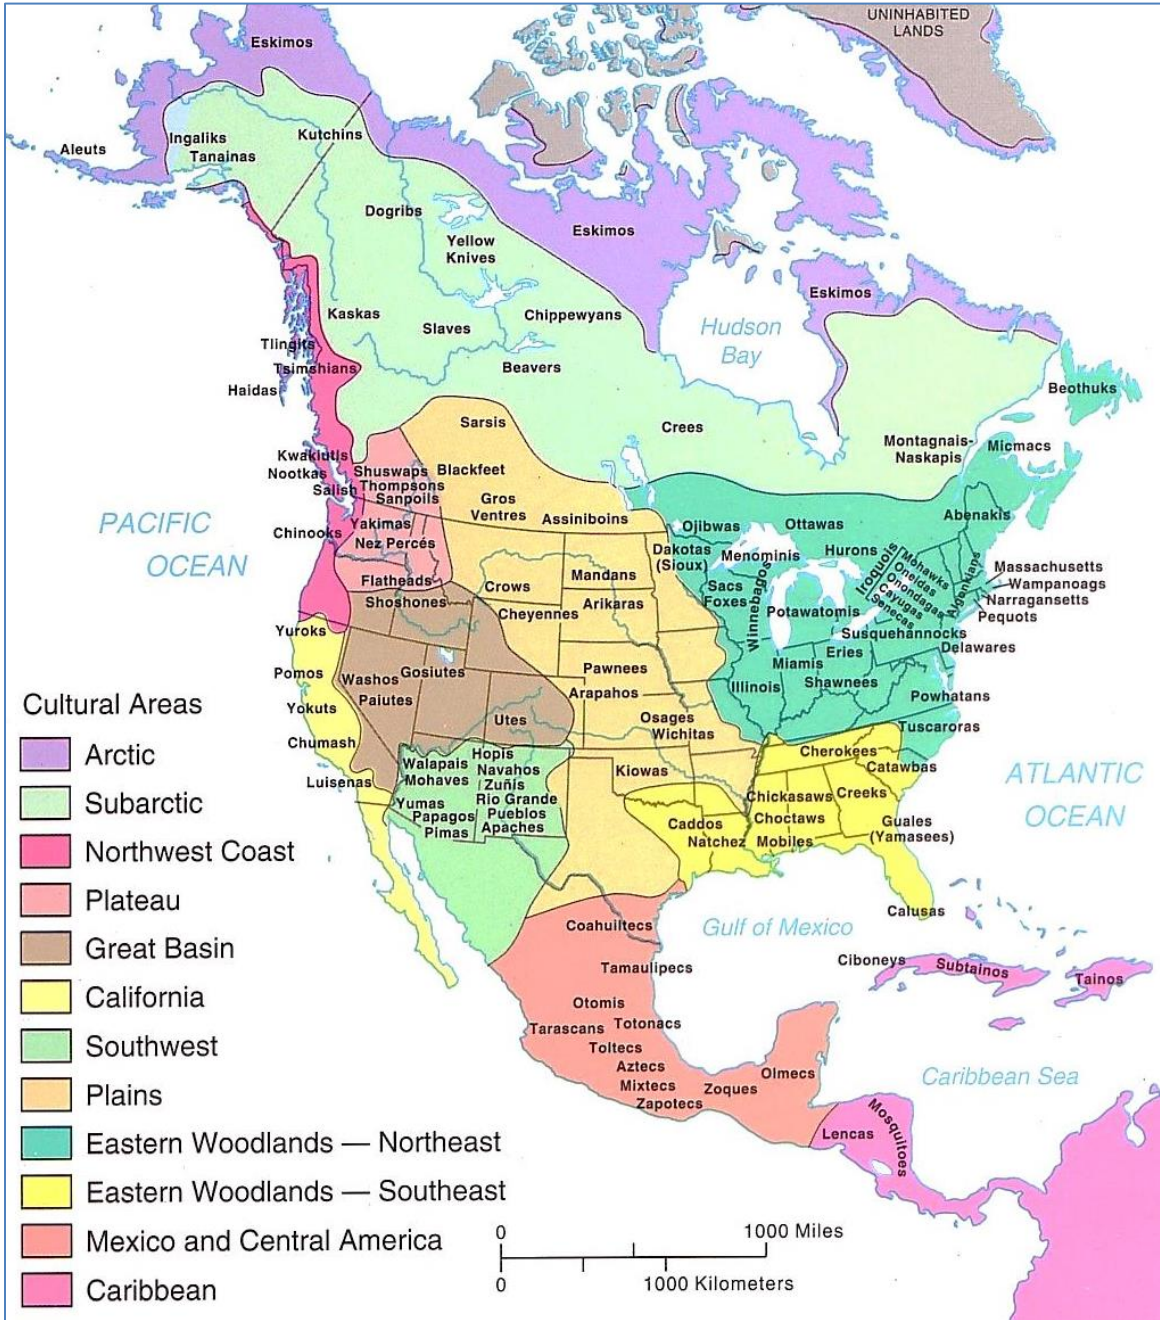 UNINHABITED
LANDS
Eskimos
Aleuts
Ingaliks
Tanainas
Kutchins
Dogribs
Yellow
Knives
Eskimos
Eskimos
Kaskas
Slaves
Chippewyans
Beavers
Hudson
Bay
Tlingits
Tsimshians
Haidas
Crees
Montagnais-
Naskapis
Beothuks
Micmacs
Sarsis
Blackfeet
Gros
Ventres
Assiniboins
Kwakiutls
Nootkas
Salish
Shuswaps
Thompsons
Sanpoils
Chinooks
Yakimas
Nez Percés
Flatheads
PACIFIC
OCEAN
Ojibwas
Ottawas
Abenakis
Dakotas
(Sioux)
Menominis
Hurons
Iroquois
Mohawks
Oneidas
Onondagas
Cayugas
Senecas
Algonkians
Massachusetts
Wampanoags
Narragansetts
Pequots
Sacs
Foxes
Winnebagos
Potawatomis
Susquehannocks
Delawares
Eries
Miamis
Illinois
Shawnees
Powhatans
Tuscaroras
Crows
Mandans
Cheyennes
Arikaras
Shoshones
Yuroks
Pomos
Washos
Gosiutes
Paiutes
Yokuts
Utes
Chumash
Luisenas
Pawnees
Arapahos
Osages
Wichitas
Kiowas
Walapais
Mohaves
Hopis
Navahos
Zuñis
Rio Grande
Pueblos
Apaches
Yumas
Papagos
Pimas
Cherokees
Catawbas
Chickasaws
Creeks
Choctaws
Guales
(Yamasees)
Caddos
Natchez
Mobiles
Calusas
ATLANTIC
OCEAN
Gulf of Mexico
Coahuiltecs
Tamaulipecs
Otomis
Tarascans
Totonacs
Toltecs
Aztecs
Mixtecs
Zapotecs
Zoques
Olmecs
Ciboneys
Subtainos
Tainos
Caribbean Sea
Lencas
Mosquitoes
Cultural Areas
Arctic
Subarctic
Northwest Coast
Plateau
Great Basin
California
Southwest
Plains
Eastern Woodlands — Northeast
Eastern Woodlands — Southeast
Mexico and Central America
Caribbean
0
1000 Miles
0
1000 Kilometers